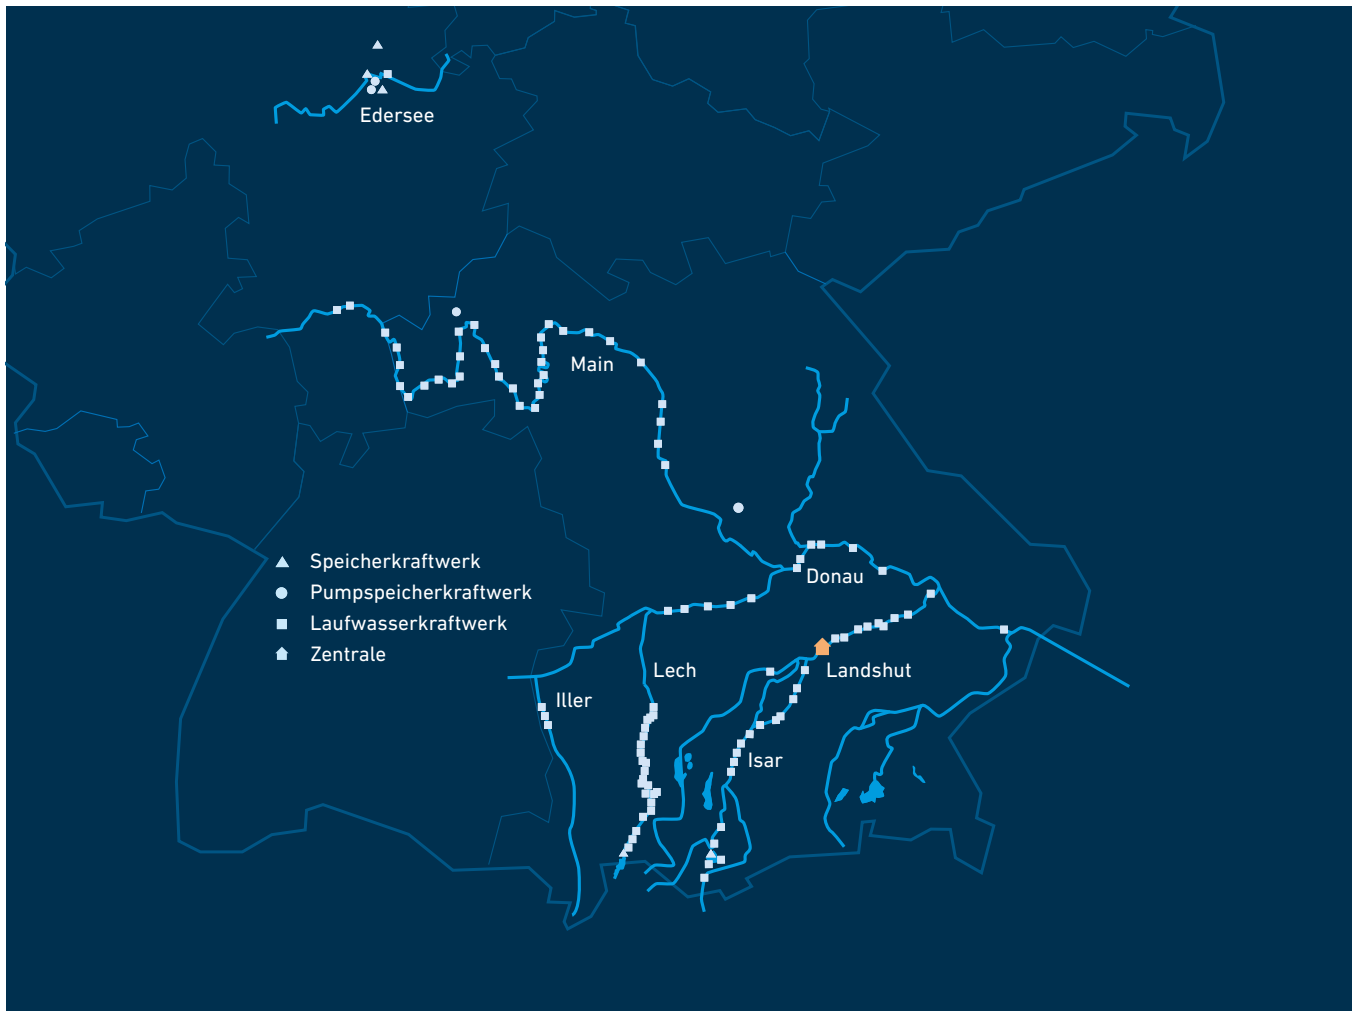 Edersee
Main
Speicherkraftwerk
Pumpspeicherkraftwerk
Laufwasserkraftwerk
Zentrale
Donau
Lech
Landshut
Iller
Isar